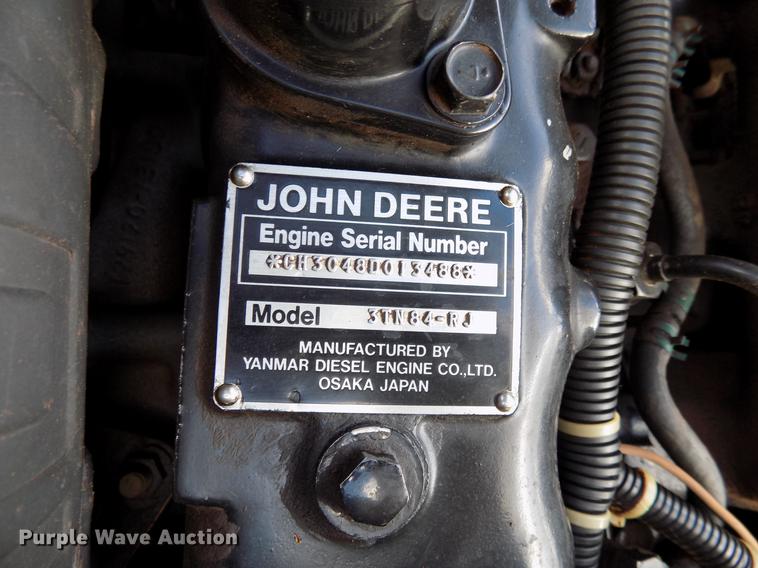 JOHN DEERE
Engine Serial Number
*CH3048D013488*
Model 3TN84-RJ
MANUFACTURED BY
YANMAR DIESEL ENGINE CO.,LTD.
OSAKA JAPAN
Purple Wave Auction